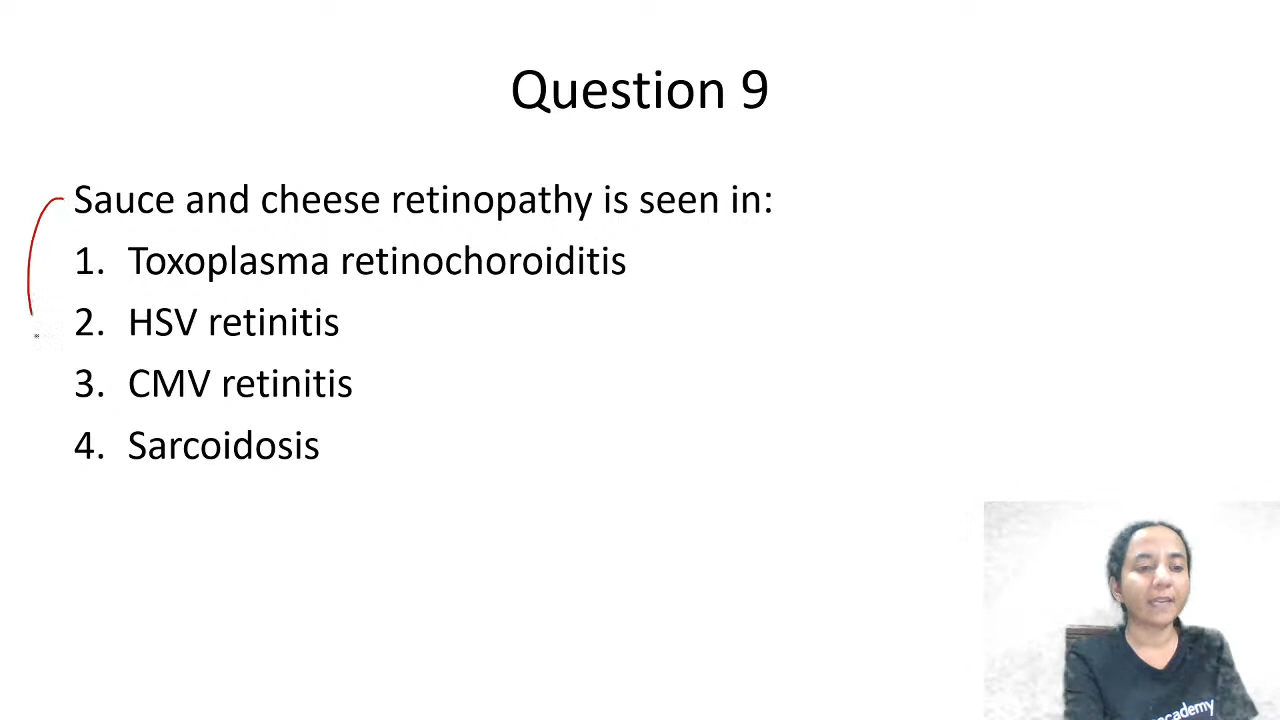 Question 9
Sauce and cheese retinopathy is seen in:
1. Toxoplasma retinochoroiditis
2. HSV retinitis
3. CMV retinitis
4. Sarcoidosis